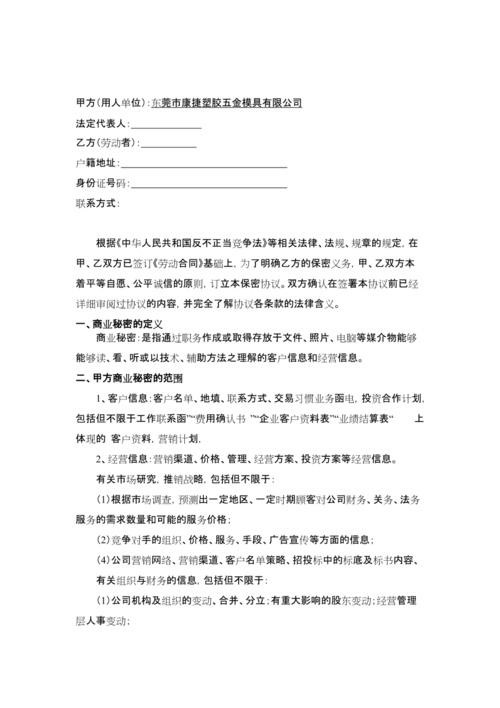 甲方（用人单位）：东莞市康捷塑胶五金模具有限公司
法定代表人：
乙方（劳动者）：
户籍地址：
身份证号码：
联系方式：
根据《中华人民共和国反不正当竞争法》等相关法律、法规、规章的规定，在
甲、乙双方已签订《劳动合同》基础上，为了明确乙方的保密义务，甲、乙双方本
着平等自愿、公平诚信的原则，订立本保密协议。双方确认在签署本协议前已经
详细审阅过协议的内容，并完全了解协议各条款的法律含义。
一、商业秘密的定义
商业秘密：是指通过职务作成或取得存放于文件、照片、电脑等媒介物能够
能够读、看、听或以技术、辅助方法之理解的客户信息和经营信息。
二、甲方商业秘密的范围
1、客户信息：客户名单、地填、联系方式、交易习惯业务函电，投资合作计划，
包括但不限于工作联系函”“费用确认书 ”“企业客户资料表”“业绩结算表“ 上
体现的 客户资料，营销计划，
2、经营信息：营销渠道、价格、管理、经营方案、投资方案等经营信息。
有关市场研究，推销战略，包括但不限于：
（1）根据市场调查，预测出一定地区、一定时期顾客对公司财务、关务、法务
服务的需求数量和可能的服务价格；
（2）竞争对手的组织、价格、服务、手段、广告宣传等方面的信息；
（4）公司营销网络、营销渠道、客户名单策略、招投标中的标底及标书内容、
有关组织与财务的信息，包括但不限于：
（1）公司机构及组织的变动、合并、分立；有重大影响的股东变动；经营管理
层人事变动；